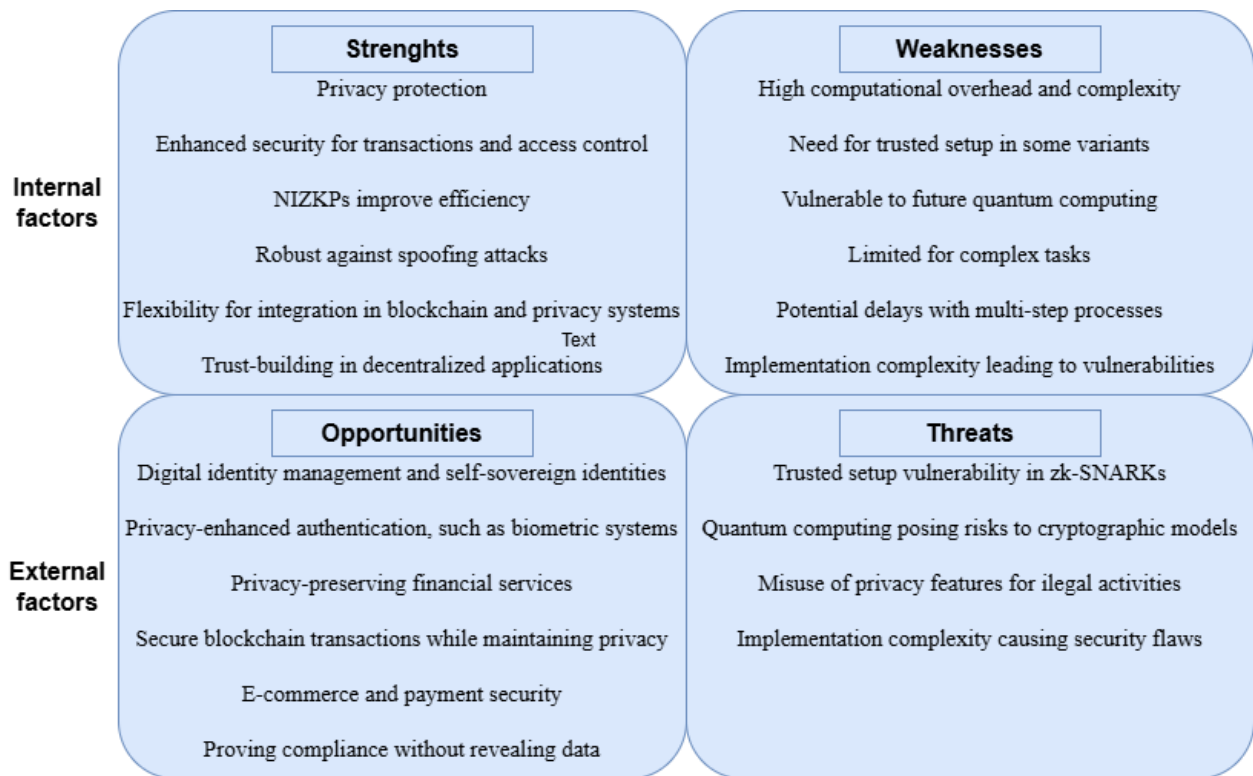 Strenghts
Privacy protection
Enhanced security for transactions and access control
NIZKPs improve efficiency
Robust against spoofing attacks
Flexibility for integration in blockchain and privacy systems
Text
Trust-building in decentralized applications
Weaknesses
High computational overhead and complexity
Need for trusted setup in some variants
Vulnerable to future quantum computing
Limited for complex tasks
Potential delays with multi-step processes
Implementation complexity leading to vulnerabilities
Internal
factors
Opportunities
Digital identity management and self-sovereign identities
Privacy-enhanced authentication, such as biometric systems
Privacy-preserving financial services
Secure blockchain transactions while maintaining privacy
E-commerce and payment security
Proving compliance without revealing data
Threats
Trusted setup vulnerability in zk-SNARKs
Quantum computing posing risks to cryptographic models
Misuse of privacy features for ilegal activities
Implementation complexity causing security flaws
External
factors